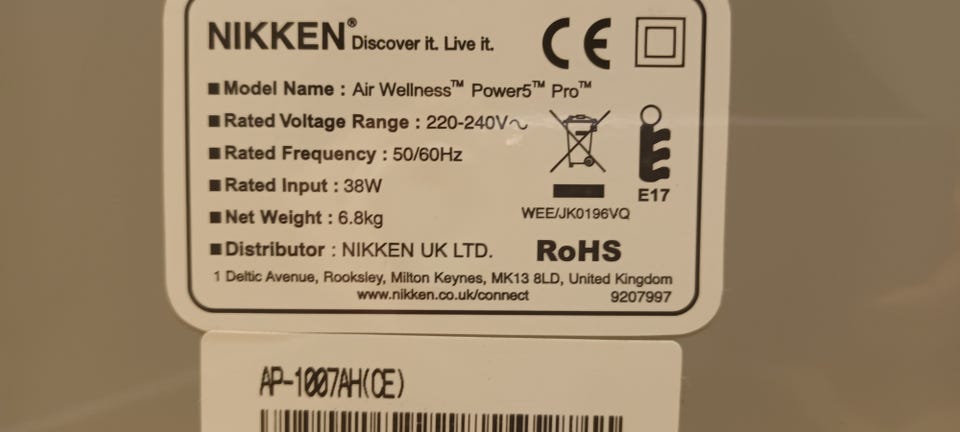 NIKKEN® Discover it. Live it. CE
■ Model Name : Air Wellness™ Power5™ Pro™
■ Rated Voltage Range : 220-240V～
■ Rated Frequency : 50/60Hz
■ Rated Input : 38W
E17
■ Net Weight : 6.8kg
WEE/JK0196VQ
■ Distributor : NIKKEN UK LTD. RoHS
1 Deltic Avenue, Rooksley, Milton Keynes, MK13 8LD, United Kingdom
www.nikken.co.uk/connect 9207997
AP-1007AH(CE)